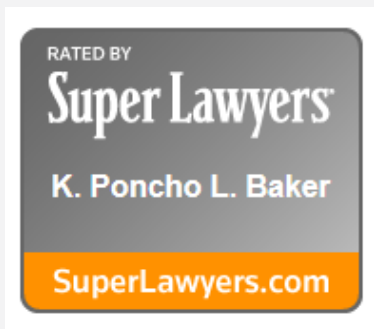 RATED BY
Super Lawyers
K. Poncho L. Baker
SuperLawyers.com